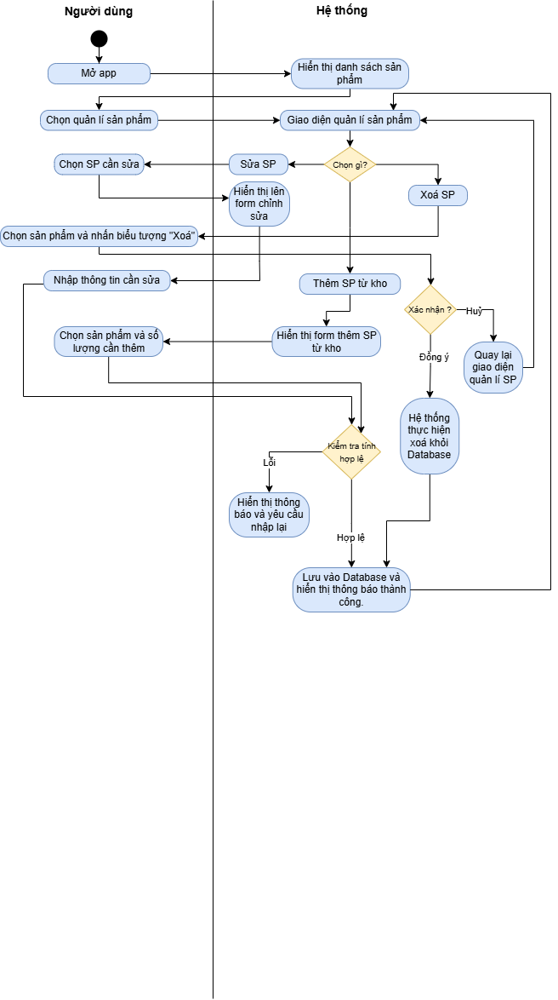 Người dùng
Hệ thống
Mở app
Hiển thị danh sách sản
phẩm
Chọn quản lí sản phẩm
Giao diện quản lí sản phẩm
Chọn SP cần sửa
Sửa SP
Chọn gì?
Xoá SP
Hiển thị lên
form chỉnh
sửa
Chọn sản phẩm và nhấn biểu tượng "Xoá"
Nhập thông tin cần sửa
Thêm SP từ kho
Xác nhận ?
Huỷ
Chọn sản phẩm và số
lượng cần thêm
Hiển thị form thêm SP
từ kho
Đồng ý
Quay lại
giao diện
quản lí SP
Hệ thống
thực hiện
xoá khỏi
Database
Kiểm tra tính
hợp lệ
Lỗi
Hiển thị thông
báo và yêu cầu
nhập lại
Hợp lệ
Lưu vào Database và
hiển thị thông báo thành
công.